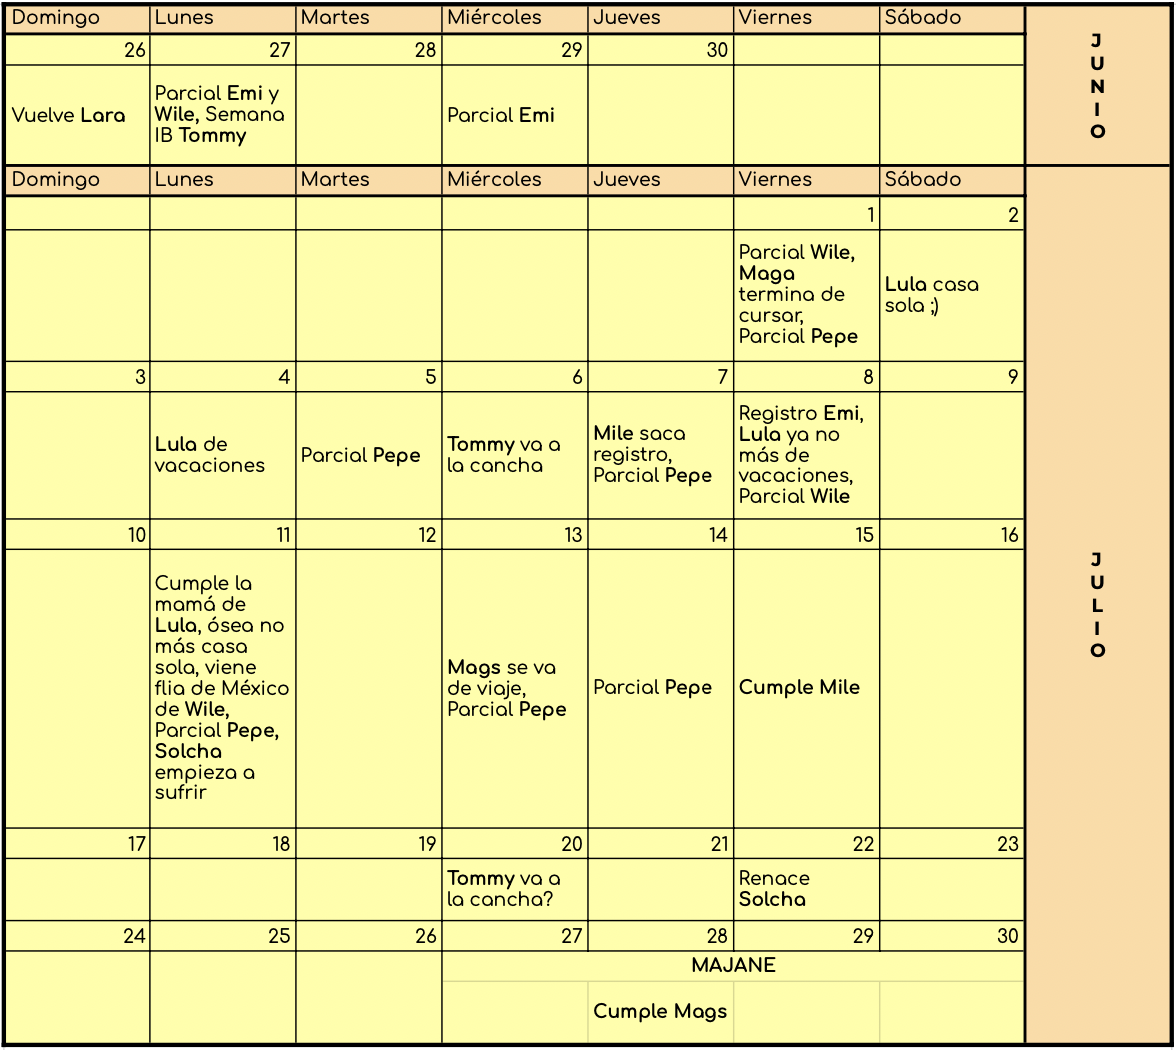 Domingo Lunes Martes Miércoles Jueves Viernes Sábado
JUNIO
26 27 28 29 30
Vuelve Lara
Parcial Emi y
Wile, Semana
IB Tommy
Parcial Emi
Domingo Lunes Martes Miércoles Jueves Viernes Sábado
JULIO
1 2
Parcial Wile,
Maga
termina de
cursar,
Parcial Pepe
Lula casa
sola ;)
3 4 5 6 7 8 9
Lula de
vacaciones
Parcial Pepe
Tommy va a
la cancha
Mile saca
registro,
Parcial Pepe
Registro Emi,
Lula ya no
más de
vacaciones,
Parcial Wile
10 11 12 13 14 15 16
Cumple la
mamá de
Lula, ósea no
más casa
sola, viene
flia de México
de Wile,
Parcial Pepe,
Solcha
empieza a
sufrir
Mags se va
de viaje,
Parcial Pepe
Parcial Pepe
Cumple Mile
17 18 19 20 21 22 23
Tommy va a
la cancha?
Renace
Solcha
24 25 26 27 28 29 30
MAJANE
Cumple Mags